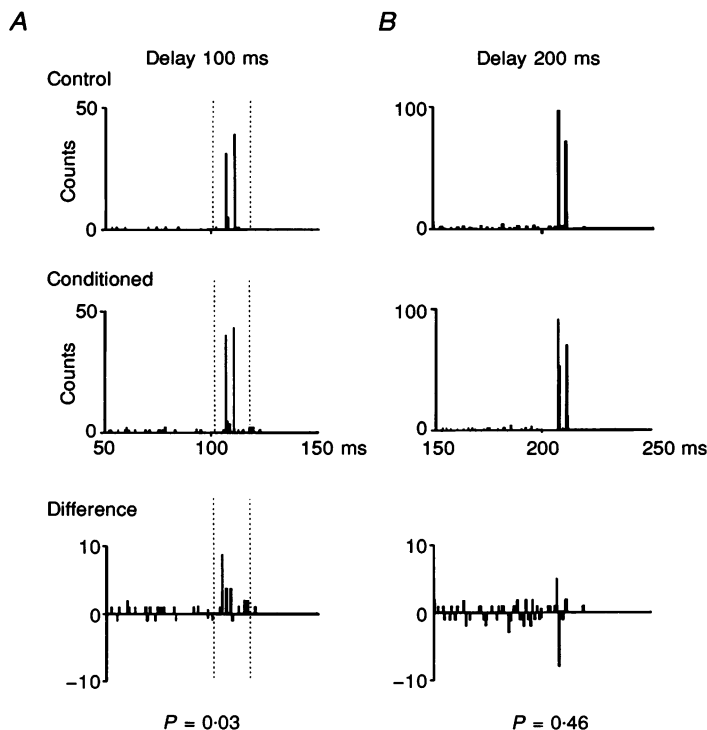 A B
Delay 100 ms Delay 200 ms
Control
50 100
Counts
0 0
Conditioned
50 100
Counts
0 0
50 100 150 ms 150 200 250 ms
Difference
10 10
0 0
−10 −10
P = 0·03 P = 0·46